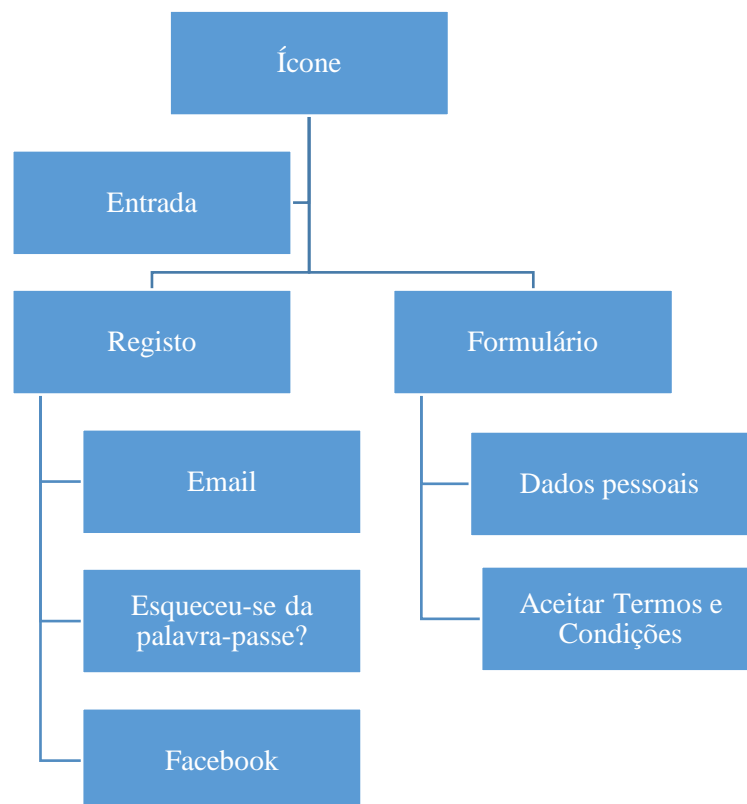 Ícone
Entrada
Registo
Formulário
Email
Dados pessoais
Esqueceu-se da
palavra-passe?
Aceitar Termos e
Condições
Facebook